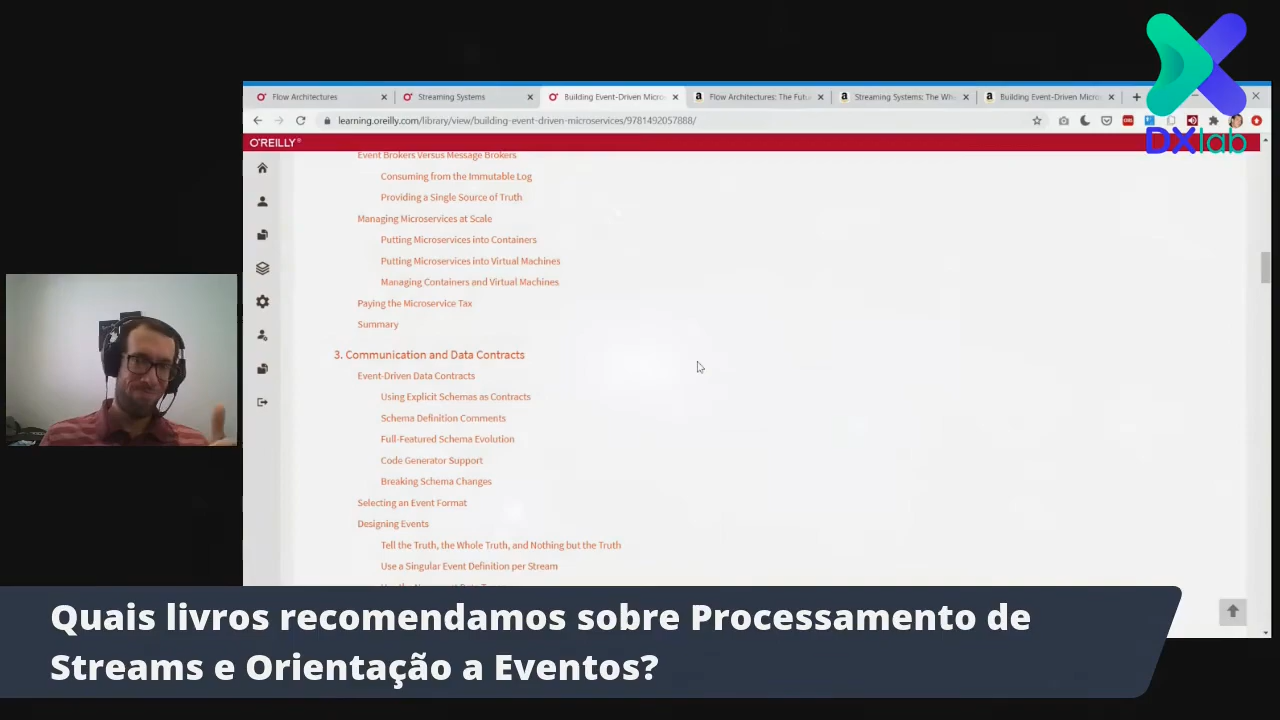 Flow Architectures
Streaming Systems
Building Event-Driven Micro
Flow Architectures: The Futu
Streaming Systems: The Wh
Building Event-Driven Micro
learning.oreilly.com/library/view/building-event-driven-microservices/9781492057888/
DXlab
O'REILLY®
Event Brokers Versus Message Brokers
Consuming from the Immutable Log
Providing a Single Source of Truth
Managing Microservices at Scale
Putting Microservices into Containers
Putting Microservices into Virtual Machines
Managing Containers and Virtual Machines
Paying the Microservice Tax
Summary
3. Communication and Data Contracts
Event-Driven Data Contracts
Using Explicit Schemas as Contracts
Schema Definition Comments
Full-Featured Schema Evolution
Code Generator Support
Breaking Schema Changes
Selecting an Event Format
Designing Events
Tell the Truth, the Whole Truth, and Nothing but the Truth
Use a Singular Event Definition per Stream
Quais livros recomendamos sobre Processamento de
Streams e Orientação a Eventos?